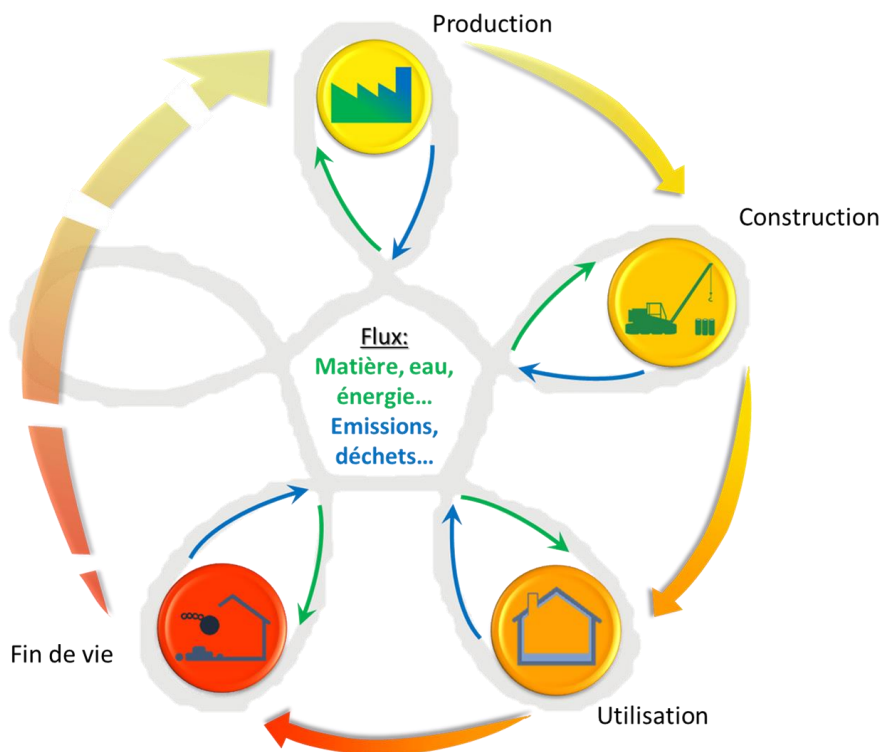 Production
Construction
Flux:
Matière, eau,
énergie…
Emissions,
déchets…
Fin de vie
Utilisation